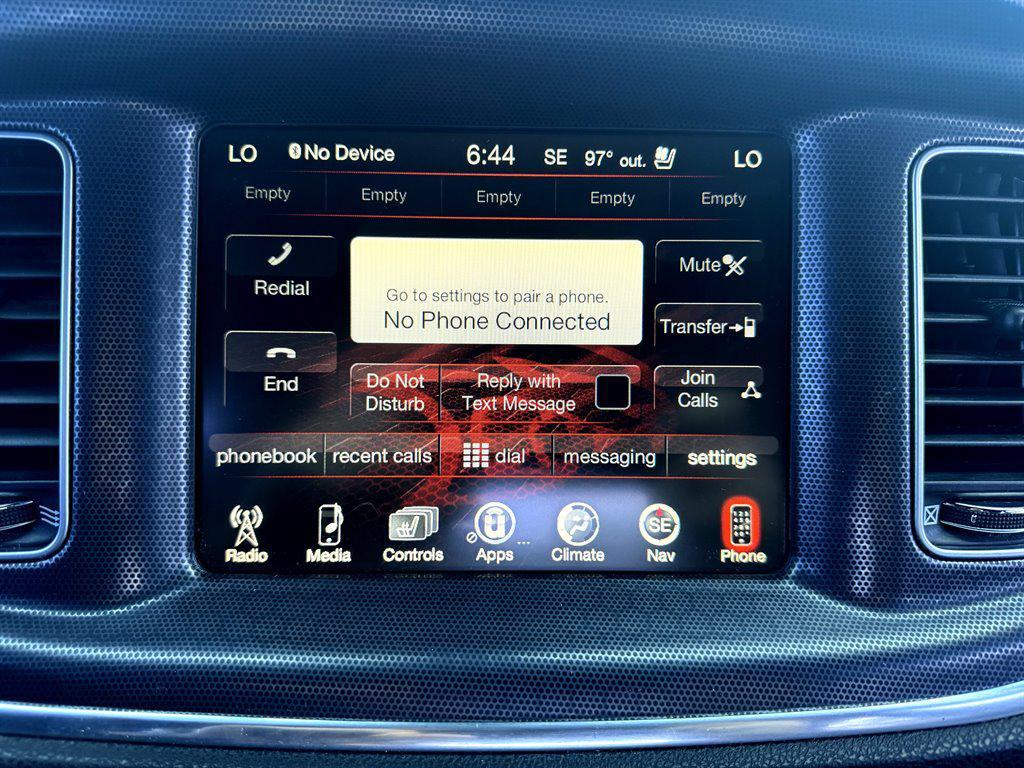 LO No Device 6:44 SE 97° out. LO
Empty Empty Empty Empty Empty
Redial
Go to settings to pair a phone.
No Phone Connected
Mute
Transfer
End
Do Not
Disturb
Reply with
Text Message
Join
Calls
phonebook recent calls dial messaging settings
SE
Radio Media Controls Apps ... Climate Nav Phone